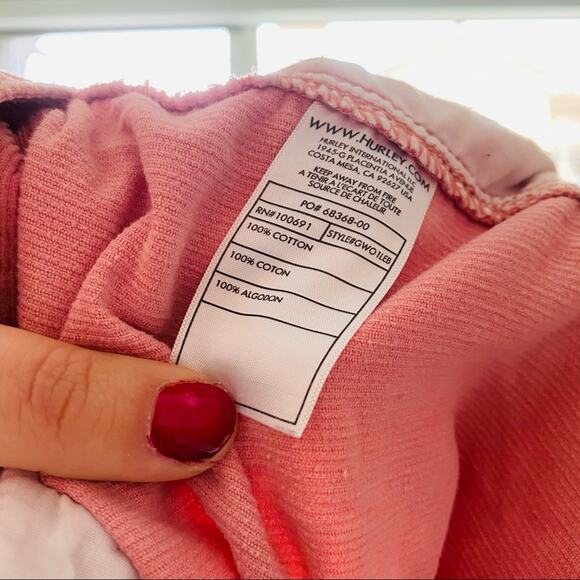 WWW.HURLEY.COM
HURLEY INTERNATIONAL LLC
1945-G PLACENTIA AVENUE
COSTA MESA, CA 92627 USA
KEEP AWAY FROM FIRE
A TENIR A L'ECART DE TOUTE
SOURCE DE CHALEUR
PO# 68368-00
RN#100691 STYLE#GWO1LEB
100% COTTON
100% COTON
100% ALGODON